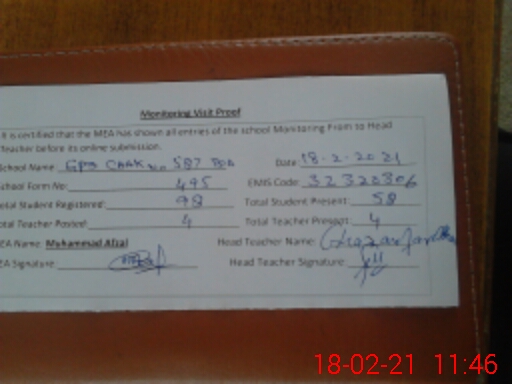 Monitoring Visit Proof
It is certified that the MEA has shown all entries of the school Monitoring From to Head
Teacher before its online submission.
School Name: GPS CHAK No 587 Date: 18-2-2021
School Form No: 495 EMIS Code: 32320306
Total Student Registered: 98 Total Student Present: 58
Total Teacher Posted: 4 Total Teacher Present: 4
MEA Name: Muhammad Afzal Head Teacher Name:
MEA Signature: Head Teacher Signature:
18-02-21 11:46